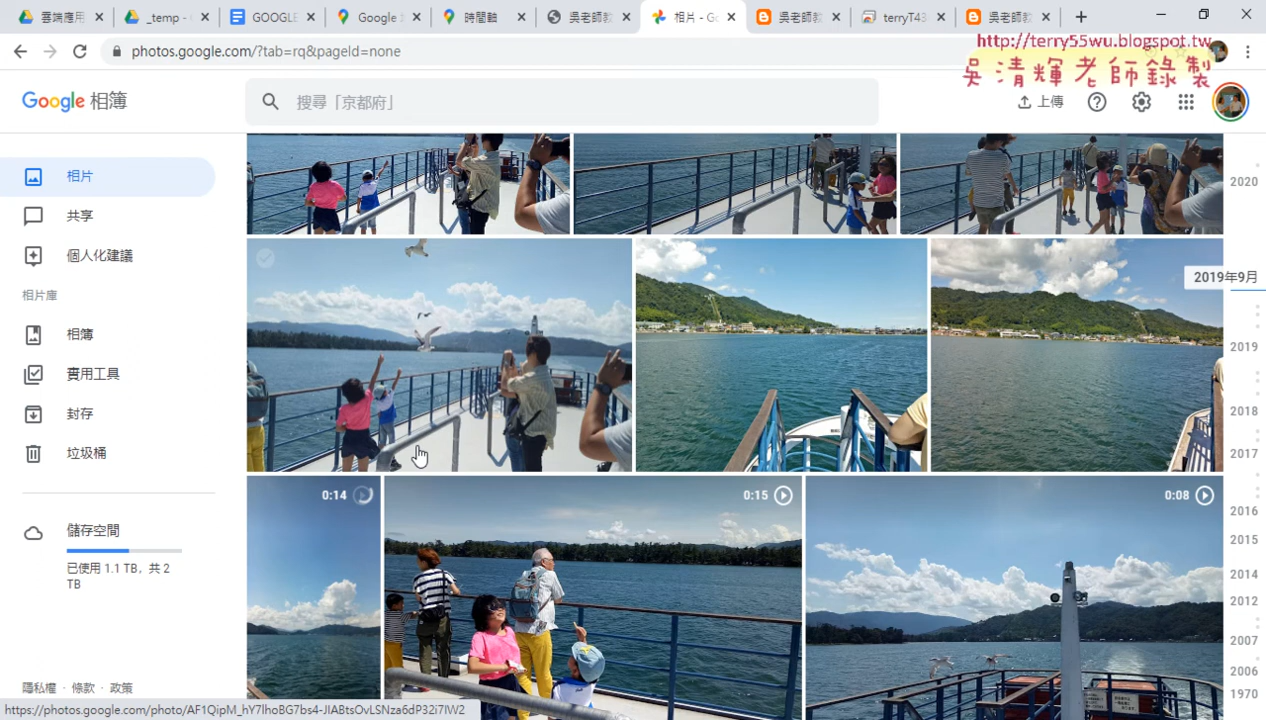 雲端應用
_temp -
GOOGLE
Google
時間軸
吳老師教
相片 - Go
吳老師教
terryT43
吳老師教
photos.google.com/?tab=rq&pageId=none
http://terry55wu.blogspot.tw
吳清輝老師錄製
Google 相簿
搜尋「京都府」
上傳
相片
共享
個人化建議
相片庫
相簿
實用工具
封存
垃圾桶
儲存空間
已使用 1.1 TB，共 2
TB
隱私權 · 條款 · 政策
0:14
0:15
0:08
2020
2019年9月
2019
2018
2017
2016
2015
2014
2012
2007
2006
1970
https://photos.google.com/photo/AF1QipM_hY7lhoBG7bs4-JIABtsOvLSNza6dP32i7IW2